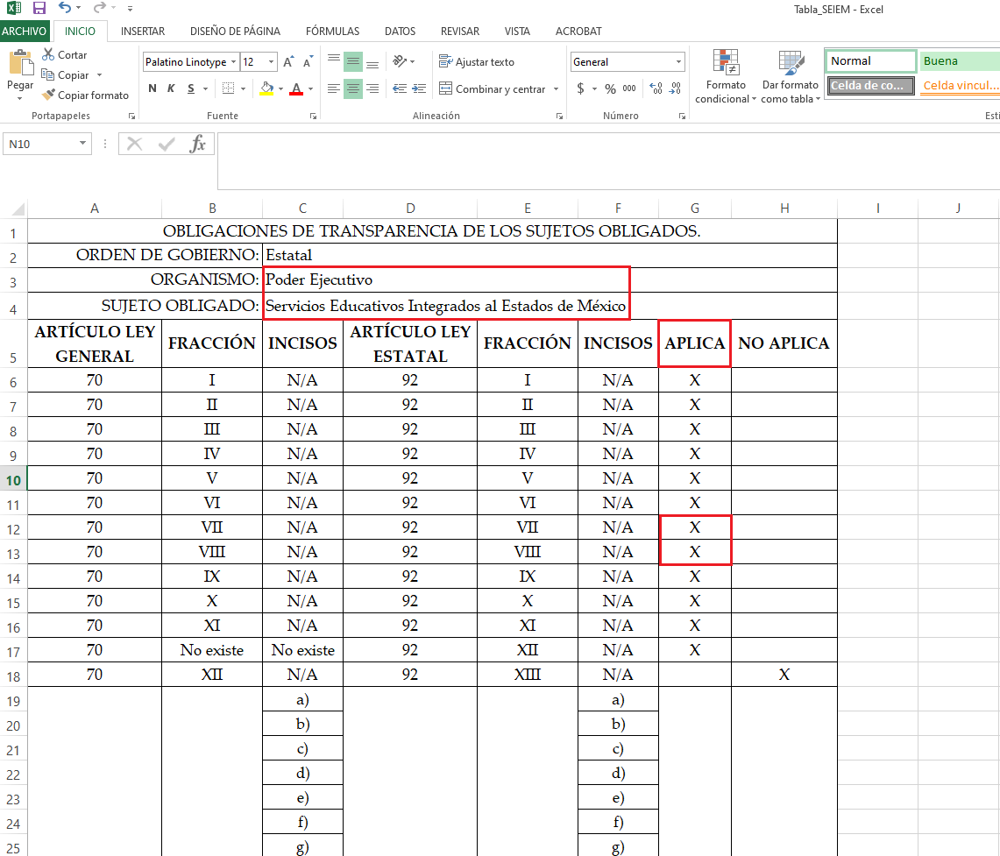 Tabla_SEIEM - Excel
ARCHIVO INICIO INSERTAR DISEÑO DE PÁGINA FÓRMULAS DATOS REVISAR VISTA ACROBAT
Pegar
Cortar
Copiar
Copiar formato
Portapapeles
Palatino Linotype 12
N K S
Fuente
Ajustar texto
Combinar y centrar
Alineación
General
$ % 000
Número
Formato condicional
Dar formato como tabla
Normal Buena
Celda de co... Celda vincul...
Esti
N10 fx
A B C D E F G H I J
1 OBLIGACIONES DE TRANSPARENCIA DE LOS SUJETOS OBLIGADOS.
2 ORDEN DE GOBIERNO: Estatal
3 ORGANISMO: Poder Ejecutivo
4 SUJETO OBLIGADO: Servicios Educativos Integrados al Estados de México
5 ARTÍCULO LEY GENERAL FRACCIÓN INCISOS ARTÍCULO LEY ESTATAL FRACCIÓN INCISOS APLICA NO APLICA
6 70 I N/A 92 I N/A X
7 70 II N/A 92 II N/A X
8 70 III N/A 92 III N/A X
9 70 IV N/A 92 IV N/A X
10 70 V N/A 92 V N/A X
11 70 VI N/A 92 VI N/A X
12 70 VII N/A 92 VII N/A X
13 70 VIII N/A 92 VIII N/A X
14 70 IX N/A 92 IX N/A X
15 70 X N/A 92 X N/A X
16 70 XI N/A 92 XI N/A X
17 70 No existe No existe 92 XII N/A X
18 70 XII N/A 92 XIII N/A X
19 a) a)
20 b) b)
21 c) c)
22 d) d)
23 e) e)
24 f) f)
25 g) g)